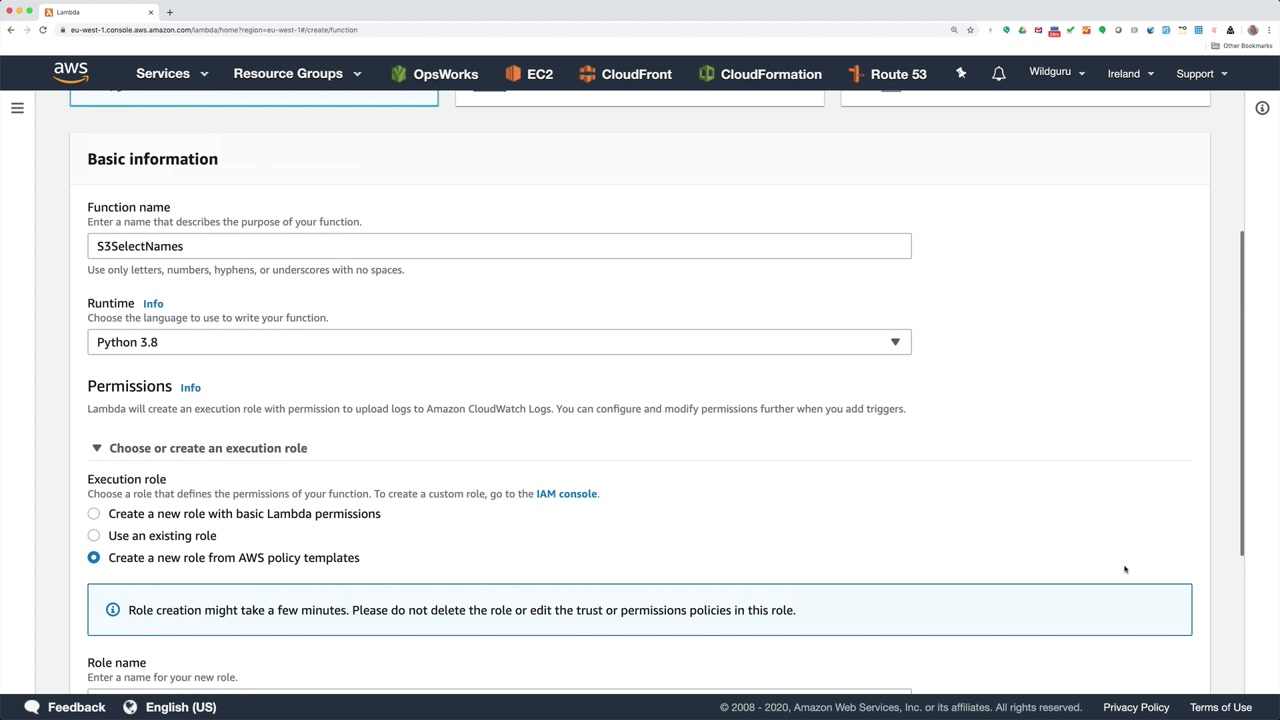 Lambda
eu-west-1.console.aws.amazon.com/lambda/home?region=eu-west-1#/create/function
Other Bookmarks
aws
Services
Resource Groups
OpsWorks
EC2
CloudFront
CloudFormation
Route 53
Wildguru
Ireland
Support
Basic information
Function name
Enter a name that describes the purpose of your function.
S3SelectNames
Use only letters, numbers, hyphens, or underscores with no spaces.
Runtime Info
Choose the language to use to write your function.
Python 3.8
Permissions Info
Lambda will create an execution role with permission to upload logs to Amazon CloudWatch Logs. You can configure and modify permissions further when you add triggers.
Choose or create an execution role
Execution role
Choose a role that defines the permissions of your function. To create a custom role, go to the IAM console.
Create a new role with basic Lambda permissions
Use an existing role
Create a new role from AWS policy templates
Role creation might take a few minutes. Please do not delete the role or edit the trust or permissions policies in this role.
Role name
Enter a name for your new role.
Feedback
English (US)
© 2008 - 2020, Amazon Web Services, Inc. or its affiliates. All rights reserved.
Privacy Policy
Terms of Use